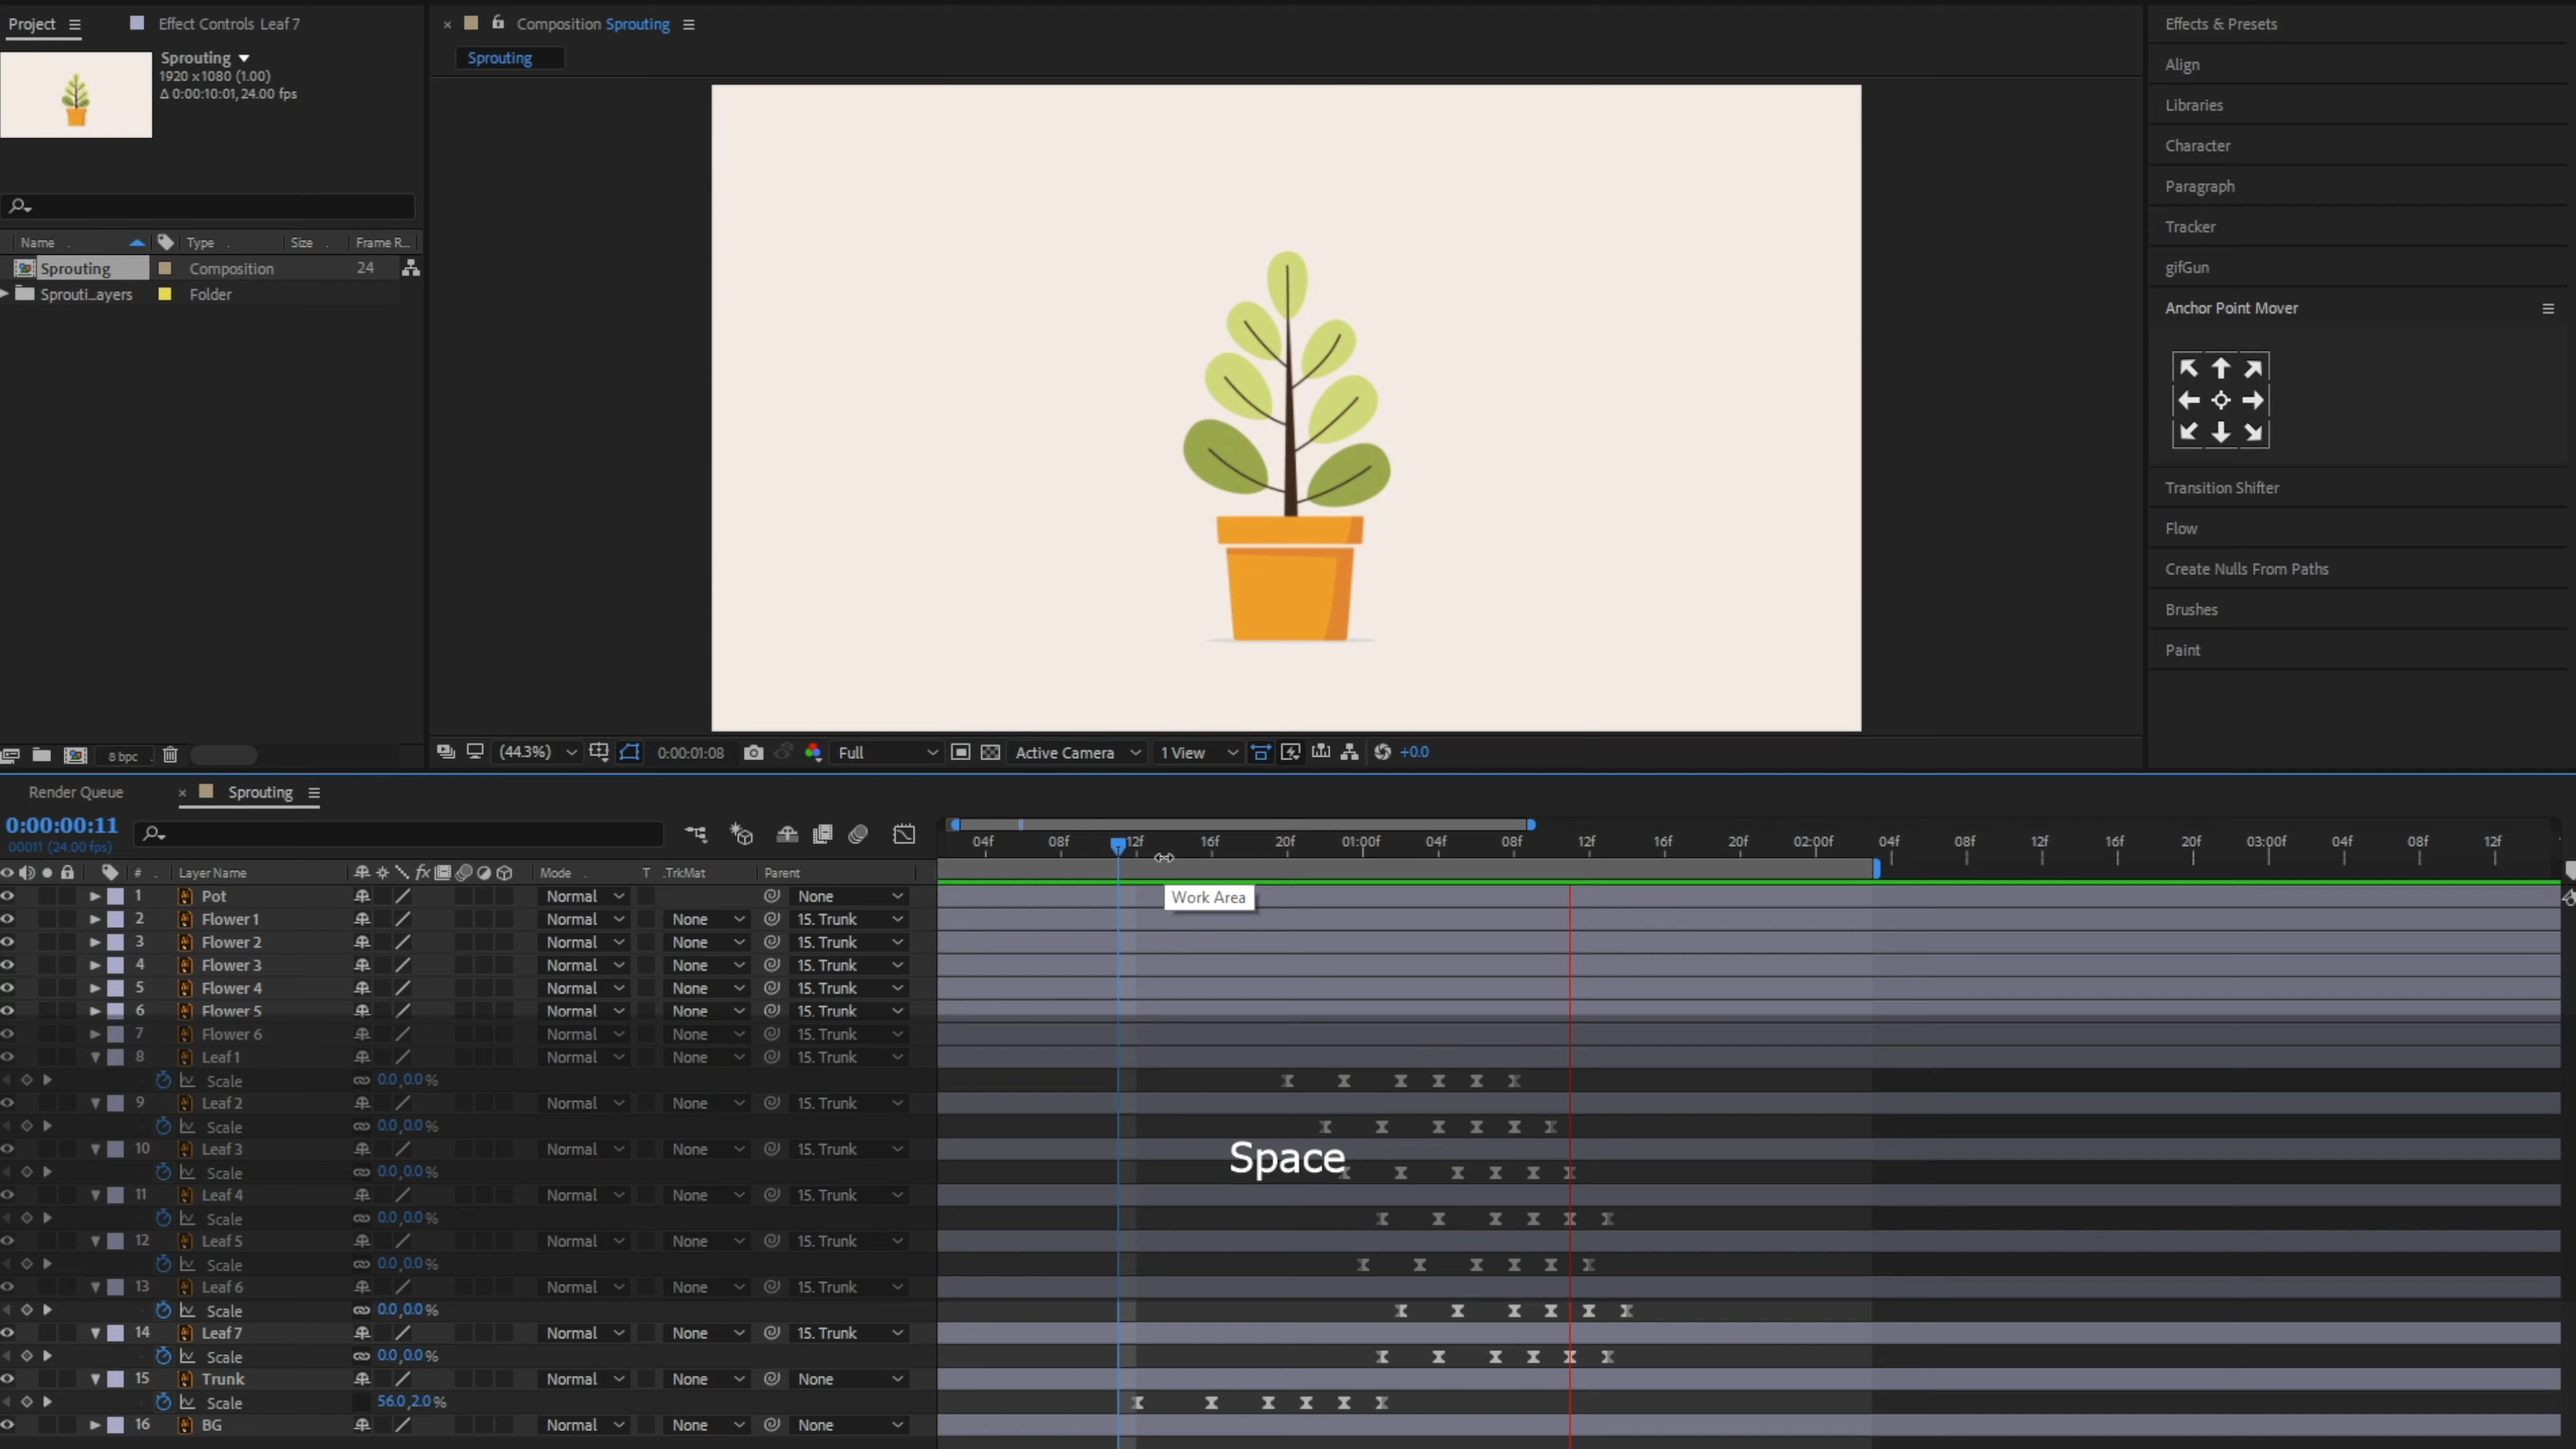 Project
Effect Controls Leaf 7
Sprouting
1920 x1080 (1.00)
Δ 0:00:10:01, 24.00 fps
Name
Type
Size
Frame R...
Sprouting
Composition
24
Sprouti...ayers
Folder
8 bpc
Composition Sprouting
Sprouting
(44.3%)
0:00:01:08
Full
Active Camera
1 View
+0.0
Effects & Presets
Align
Libraries
Character
Paragraph
Tracker
gifGun
Anchor Point Mover
Transition Shifter
Flow
Create Nulls From Paths
Brushes
Paint
Render Queue
Sprouting
0:00:00:11
00011 (24.00 fps)
04f 08f 12f 16f 20f 01:00f 04f 08f 12f 16f 20f 02:00f 04f 08f 12f 16f 20f 03:00f 04f 08f 12f
# Layer Name fx Mode T .TrkMat Parent
1 Pot Normal None
Work Area
2 Flower 1 Normal None 15. Trunk
3 Flower 2 Normal None 15. Trunk
4 Flower 3 Normal None 15. Trunk
5 Flower 4 Normal None 15. Trunk
6 Flower 5 Normal None 15. Trunk
7 Flower 6 Normal None 15. Trunk
8 Leaf 1 Normal None 15. Trunk
Scale 0.0,0.0%
9 Leaf 2 Normal None 15. Trunk
Scale 0.0,0.0%
10 Leaf 3 Normal None 15. Trunk
Space
Scale 0.0,0.0%
11 Leaf 4 Normal None 15. Trunk
Scale 0.0,0.0%
12 Leaf 5 Normal None 15. Trunk
Scale 0.0,0.0%
13 Leaf 6 Normal None 15. Trunk
Scale 0.0,0.0%
14 Leaf 7 Normal None 15. Trunk
Scale 0.0,0.0%
15 Trunk Normal None None
Scale 56.0,2.0%
16 BG Normal None None